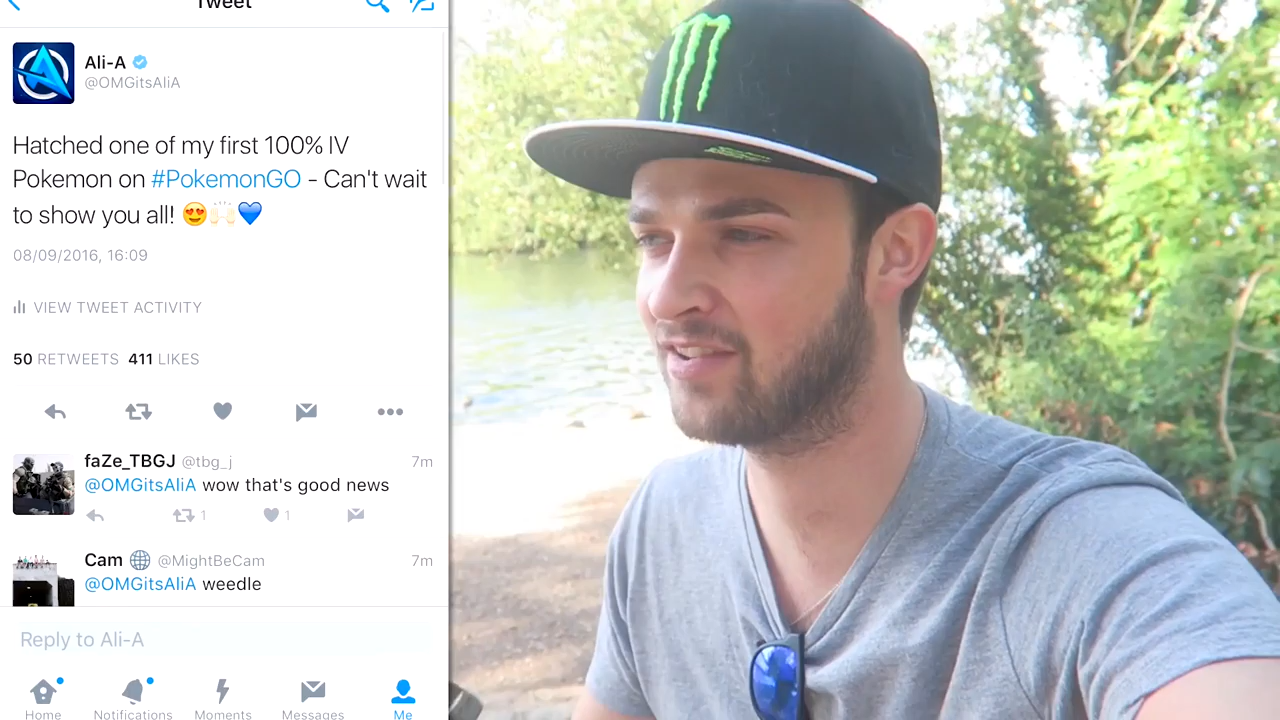 Tweet
Ali-A
@OMGitsAliA
Hatched one of my first 100% IV
Pokemon on #PokemonGO - Can't wait
to show you all! 😍🙌🏻💙
08/09/2016, 16:09
VIEW TWEET ACTIVITY
50 RETWEETS 411 LIKES
faZe_TBGJ @tbg_j 7m
@OMGitsAliA wow that's good news
1 1
Cam 🌐 @MightBeCam 7m
@OMGitsAliA weedle
Reply to Ali-A
Home Notifications Moments Messages Me